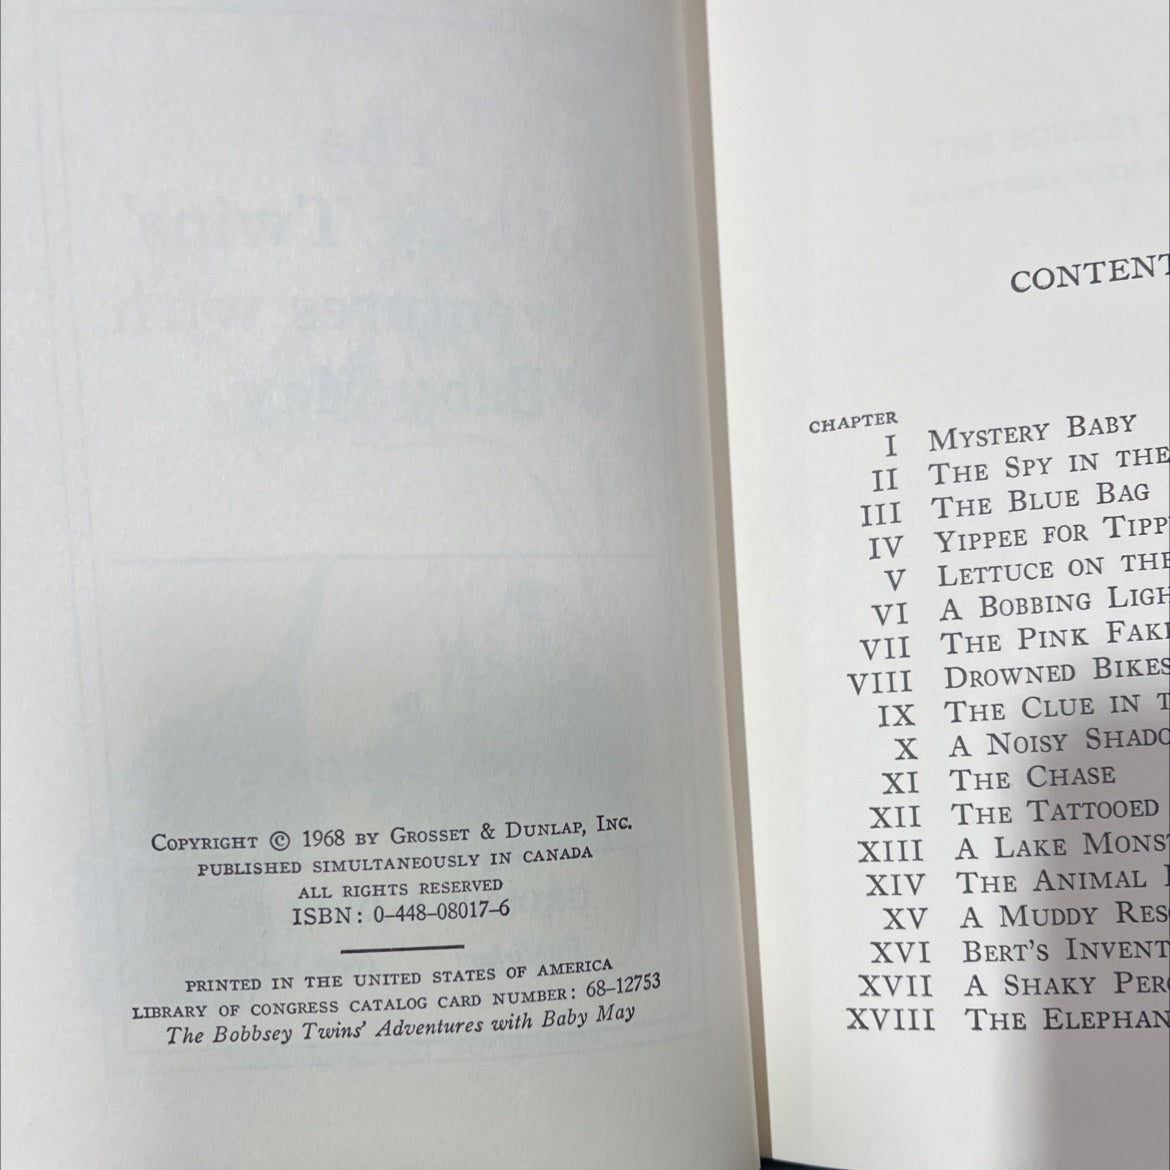 Copyright © 1968 by Grosset & Dunlap, Inc.
PUBLISHED SIMULTANEOUSLY IN CANADA
ALL RIGHTS RESERVED
ISBN: 0–448–08017–6
PRINTED IN THE UNITED STATES OF AMERICA
LIBRARY OF CONGRESS CATALOG CARD NUMBER: 68–12753
The Bobbsey Twins' Adventures with Baby May
CONTENT
CHAPTER
I Mystery Baby
II The Spy in the
III The Blue Bag
IV Yippee for Tipp
V Lettuce on the
VI A Bobbing Ligh
VII The Pink Fak
VIII Drowned Bikes
IX The Clue in T
X A Noisy Shado
XI The Chase
XII The Tattooed
XIII A Lake Mons
XIV The Animal
XV A Muddy Res
XVI Bert's Invent
XVII A Shaky Per
XVIII The Elephan